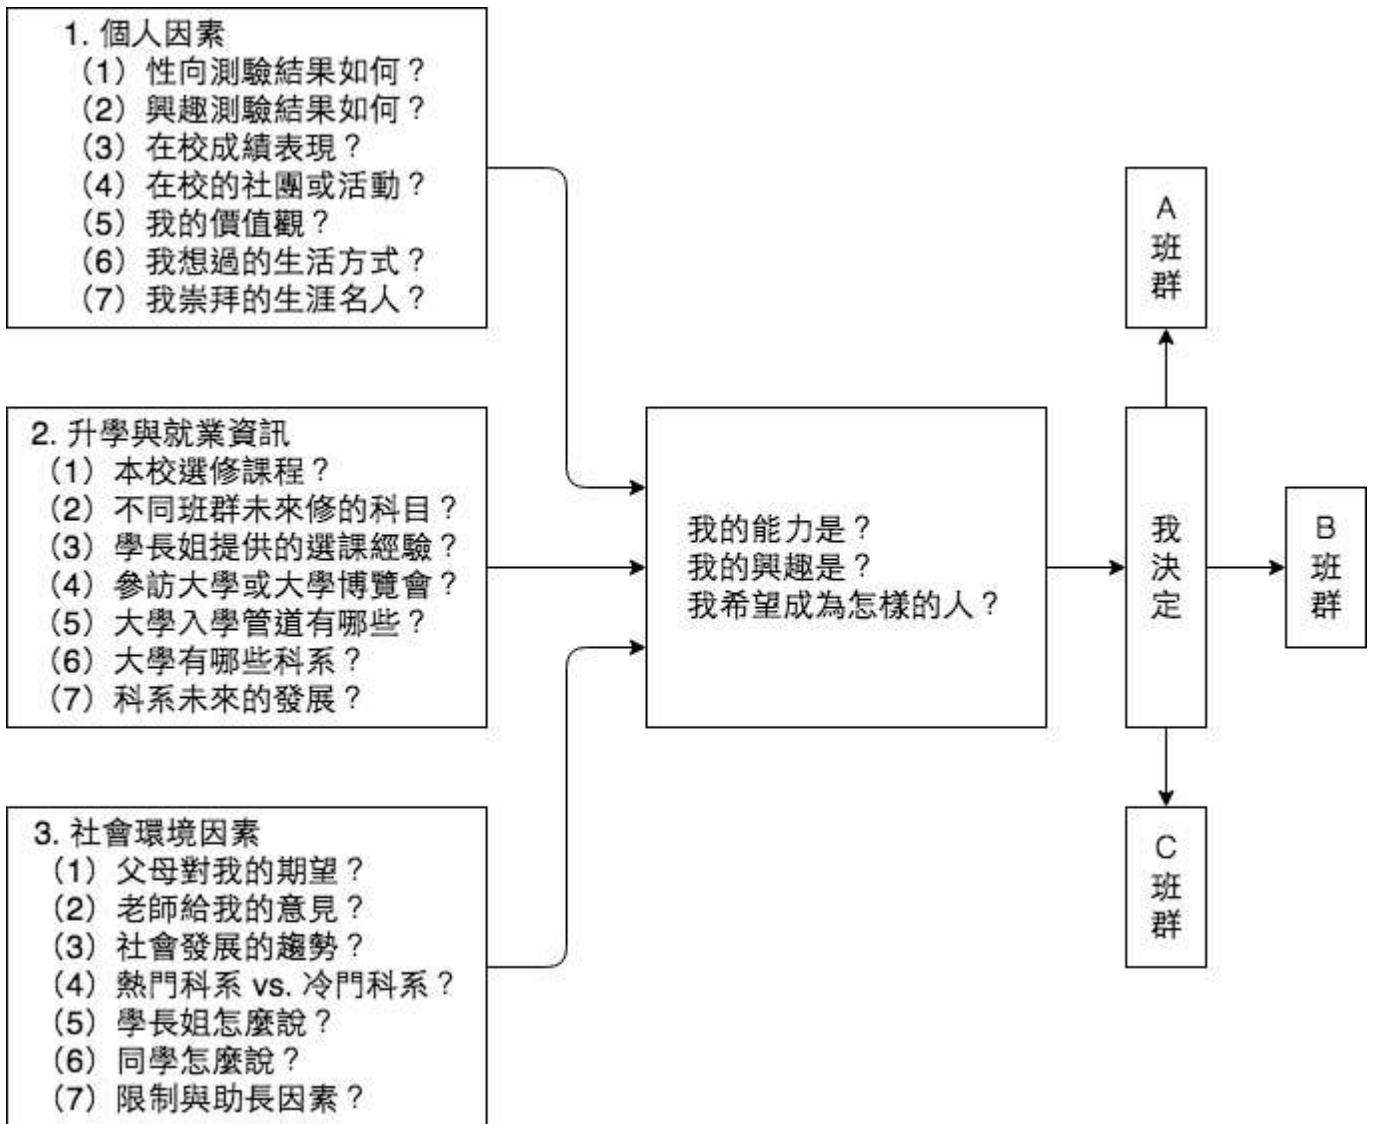 1. 個人因素
（1）性向測驗結果如何？
（2）興趣測驗結果如何？
（3）在校成績表現？
（4）在校的社團或活動？
（5）我的價值觀？
（6）我想過的生活方式？
（7）我崇拜的生涯名人？
2. 升學與就業資訊
（1）本校選修課程？
（2）不同班群未來修的科目？
（3）學長姐提供的選課經驗？
（4）參訪大學或大學博覽會？
（5）大學入學管道有哪些？
（6）大學有哪些科系？
（7）科系未來的發展？
3. 社會環境因素
（1）父母對我的期望？
（2）老師給我的意見？
（3）社會發展的趨勢？
（4）熱門科系 vs. 冷門科系？
（5）學長姐怎麼說？
（6）同學怎麼說？
（7）限制與助長因素？
我的能力是？
我的興趣是？
我希望成為怎樣的人？
我決定
A班群
B班群
C班群